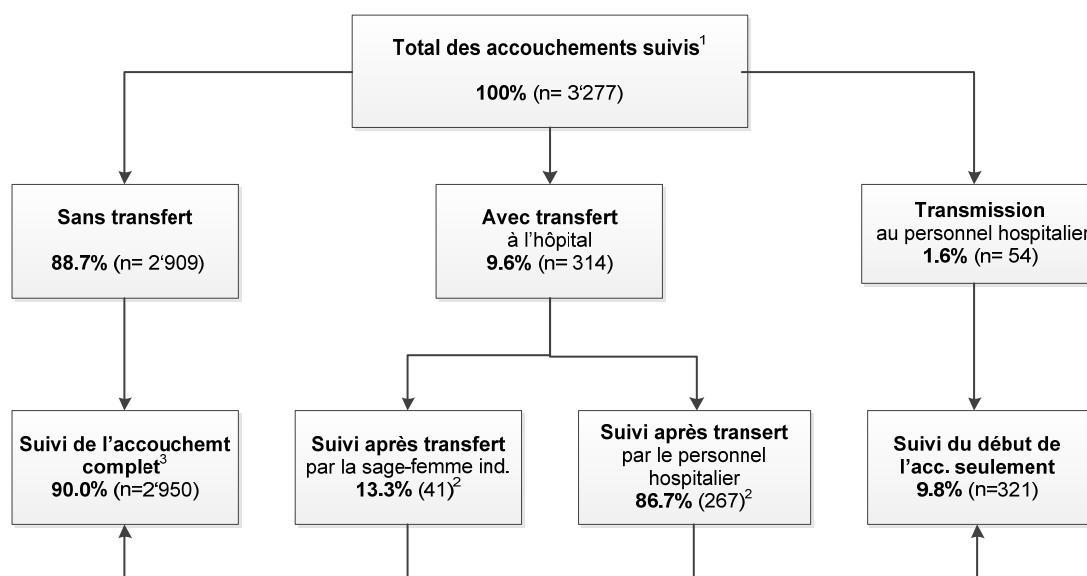 Total des accouchements suivis1
100% (n= 3'277)
Sans transfert
88.7% (n= 2'909)
Avec transfert
à l'hôpital
9.6% (n= 314)
Transmission
au personnel hospitalier
1.6% (n= 54)
Suivi de l'accouchemt
complet3
90.0% (n=2'950)
Suivi après transfert
par la sage-femme ind.
13.3% (41)2
Suivi après transert
par le personnel
hospitalier
86.7% (267)2
Suivi du début de
l'acc. seulement
9.8% (n=321)